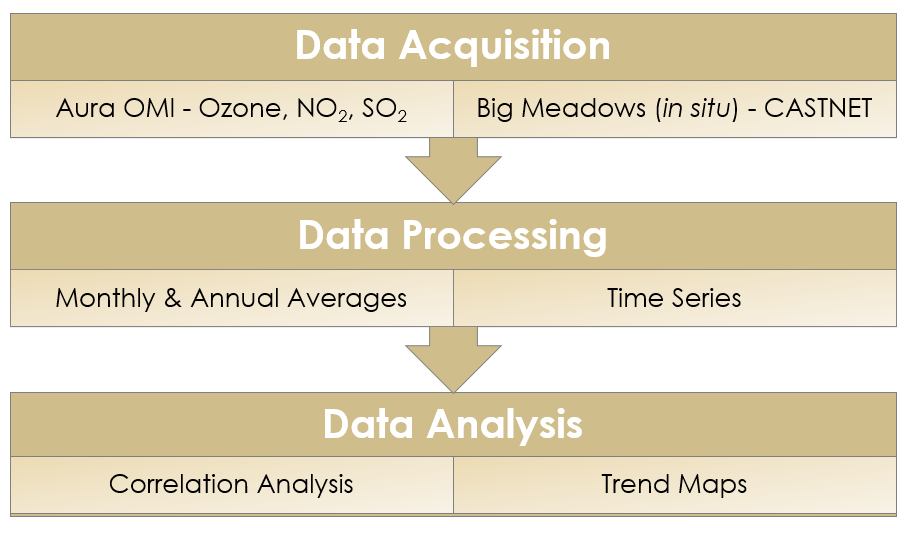 Data Acquisition
Aura OMI - Ozone, NO₂, SO₂
Big Meadows (in situ) - CASTNET
Data Processing
Monthly & Annual Averages
Time Series
Data Analysis
Correlation Analysis
Trend Maps